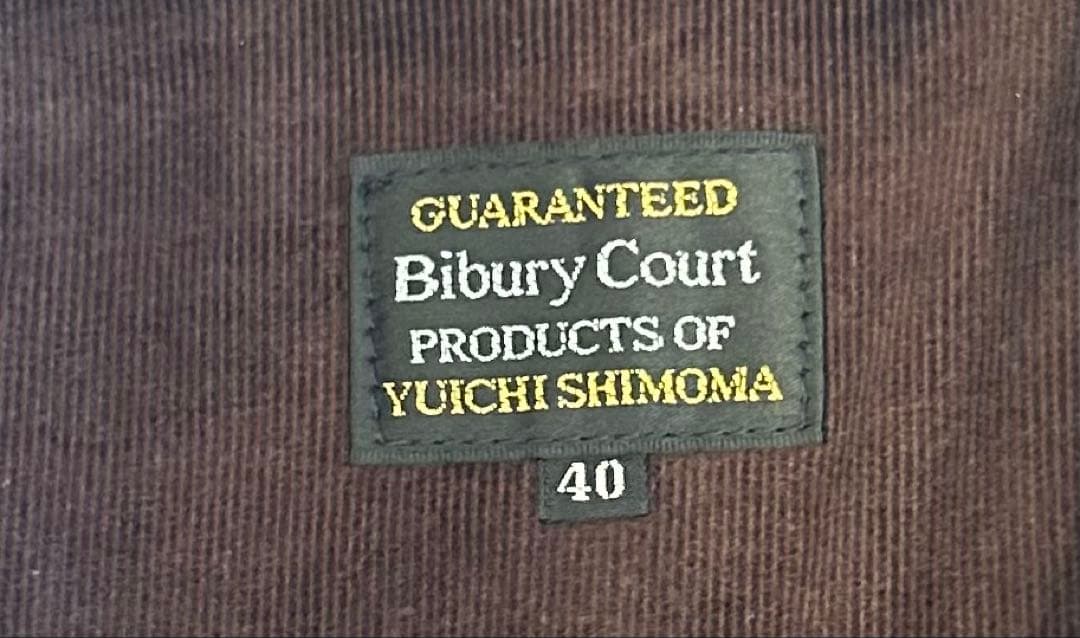 GUARANTEED
Bibury Court
PRODUCTS OF
YUICHI SHIMOMA
40